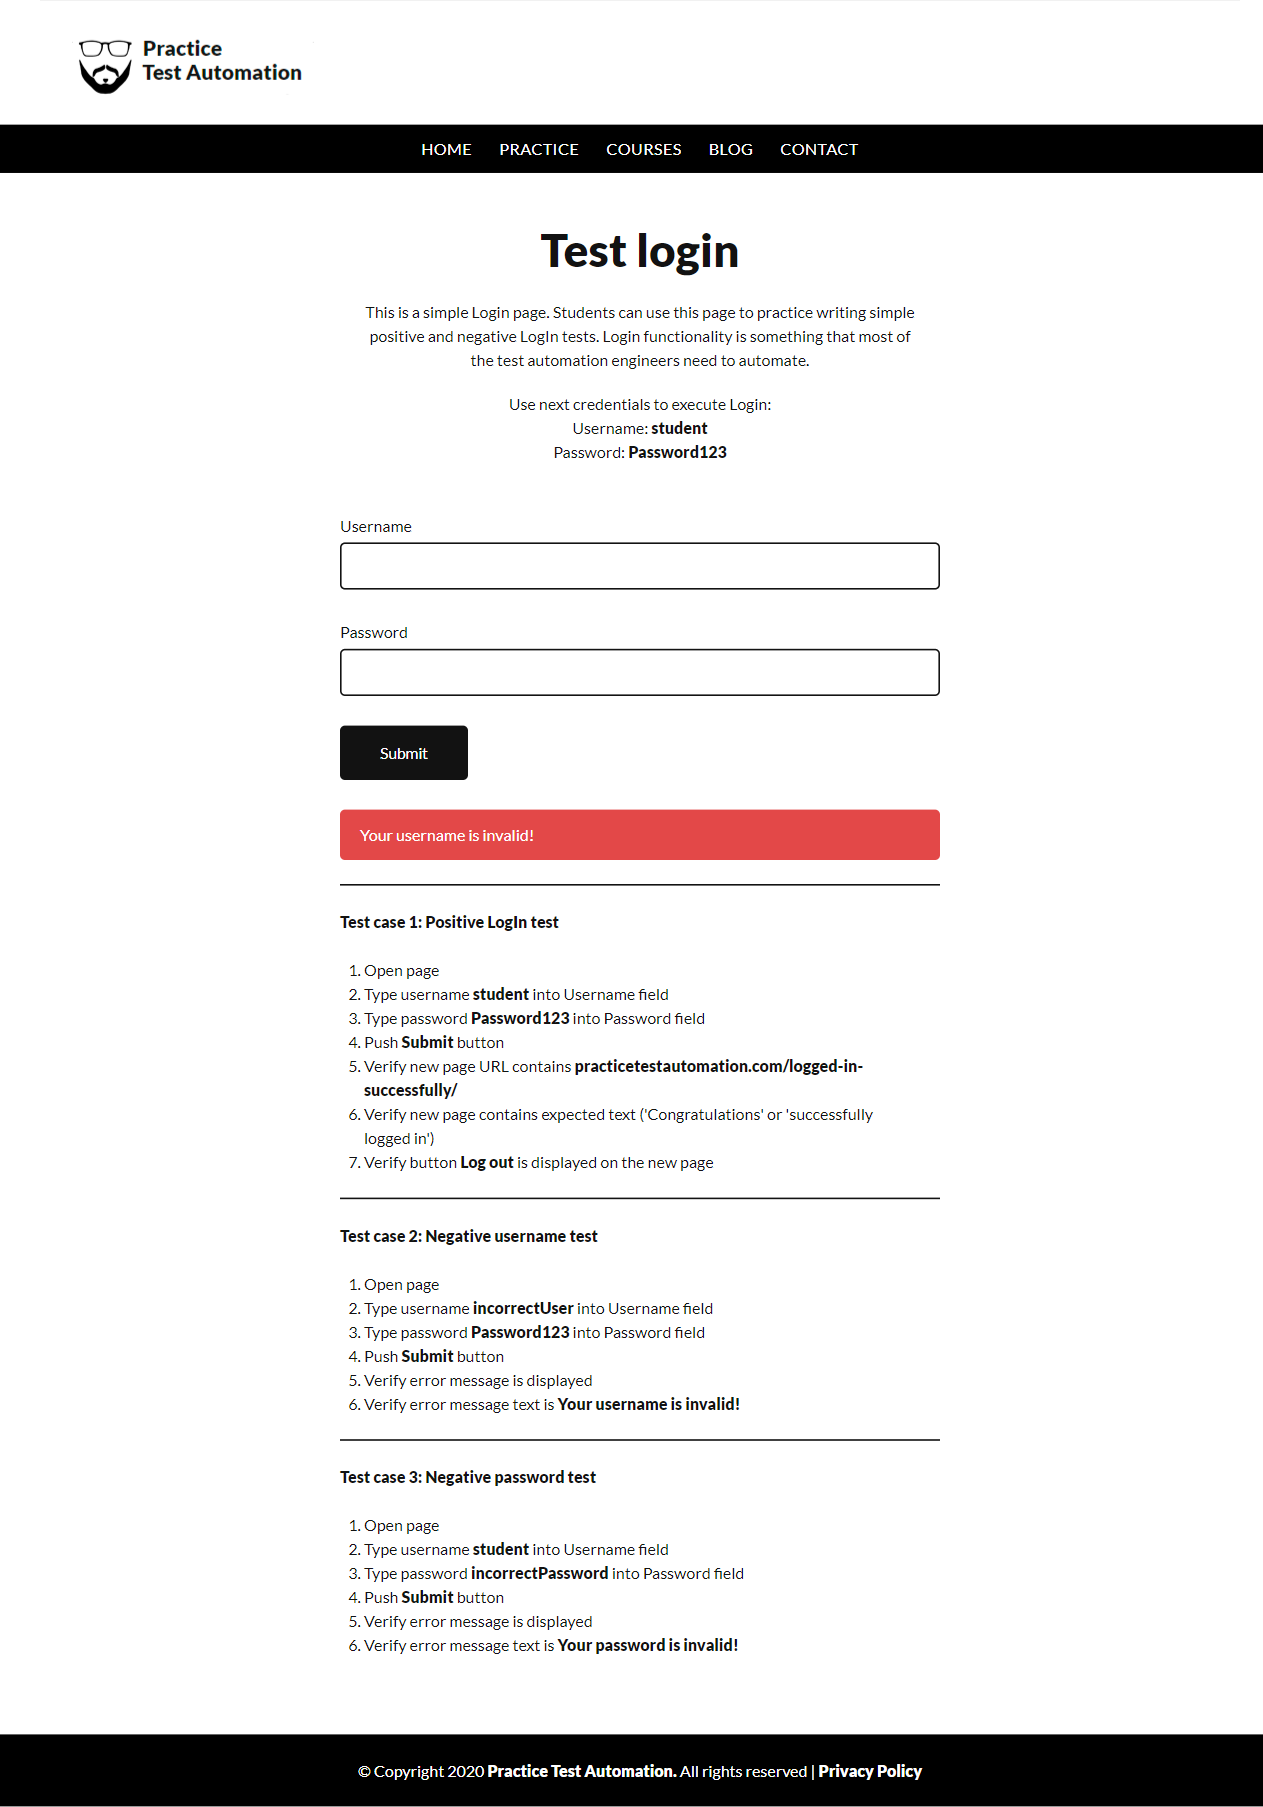 Practice
Test Automation
HOME PRACTICE COURSES BLOG CONTACT
Test login
This is a simple Login page. Students can use this page to practice writing simple
positive and negative LogIn tests. Login functionality is something that most of
the test automation engineers need to automate.
Use next credentials to execute Login:
Username: student
Password: Password123
Username
Password
Submit
Your username is invalid!
Test case 1: Positive LogIn test
1. Open page
2. Type username student into Username field
3. Type password Password123 into Password field
4. Push Submit button
5. Verify new page URL contains practicetestautomation.com/logged-in-
successfully/
6. Verify new page contains expected text ('Congratulations' or 'successfully
logged in')
7. Verify button Log out is displayed on the new page
Test case 2: Negative username test
1. Open page
2. Type username incorrectUser into Username field
3. Type password Password123 into Password field
4. Push Submit button
5. Verify error message is displayed
6. Verify error message text is Your username is invalid!
Test case 3: Negative password test
1. Open page
2. Type username student into Username field
3. Type password incorrectPassword into Password field
4. Push Submit button
5. Verify error message is displayed
6. Verify error message text is Your password is invalid!
© Copyright 2020 Practice Test Automation. All rights reserved | Privacy Policy